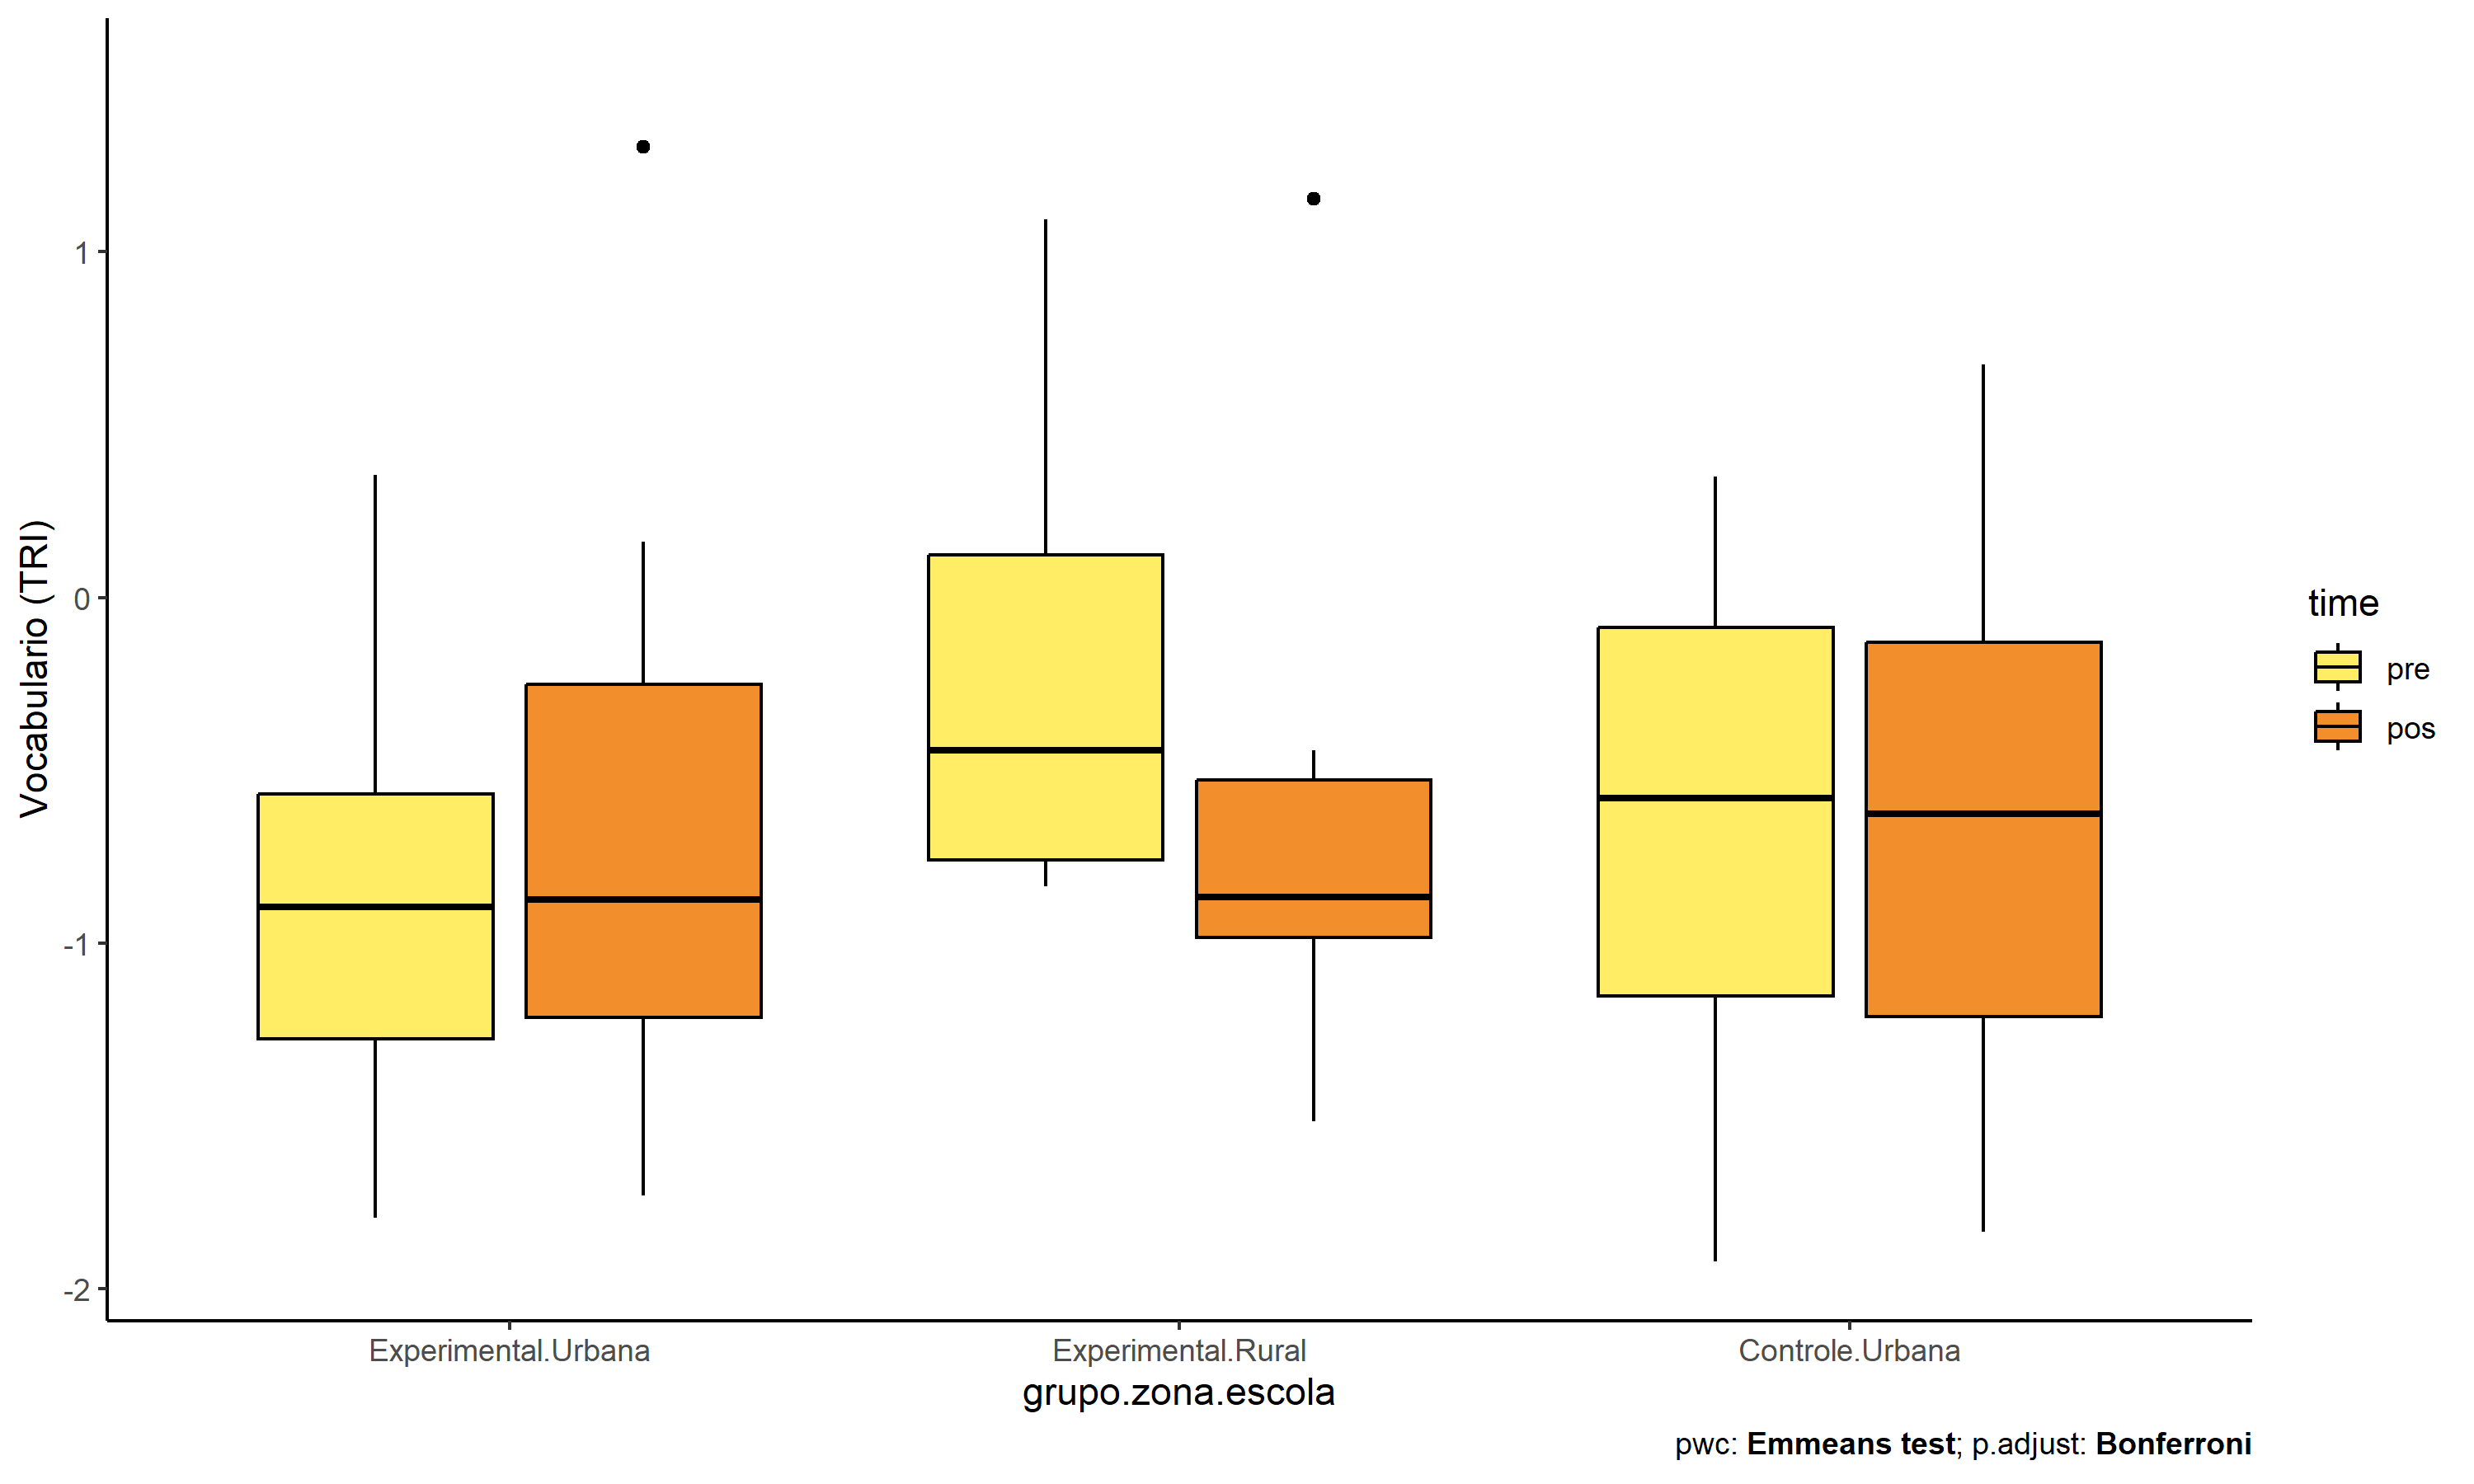 Vocabulario (TRI)
1
0
-1
-2
Experimental.Urbana
Experimental.Rural
Controle.Urbana
grupo.zona.escola
time
pre
pos
pwc: Emmeans test; p.adjust: Bonferroni